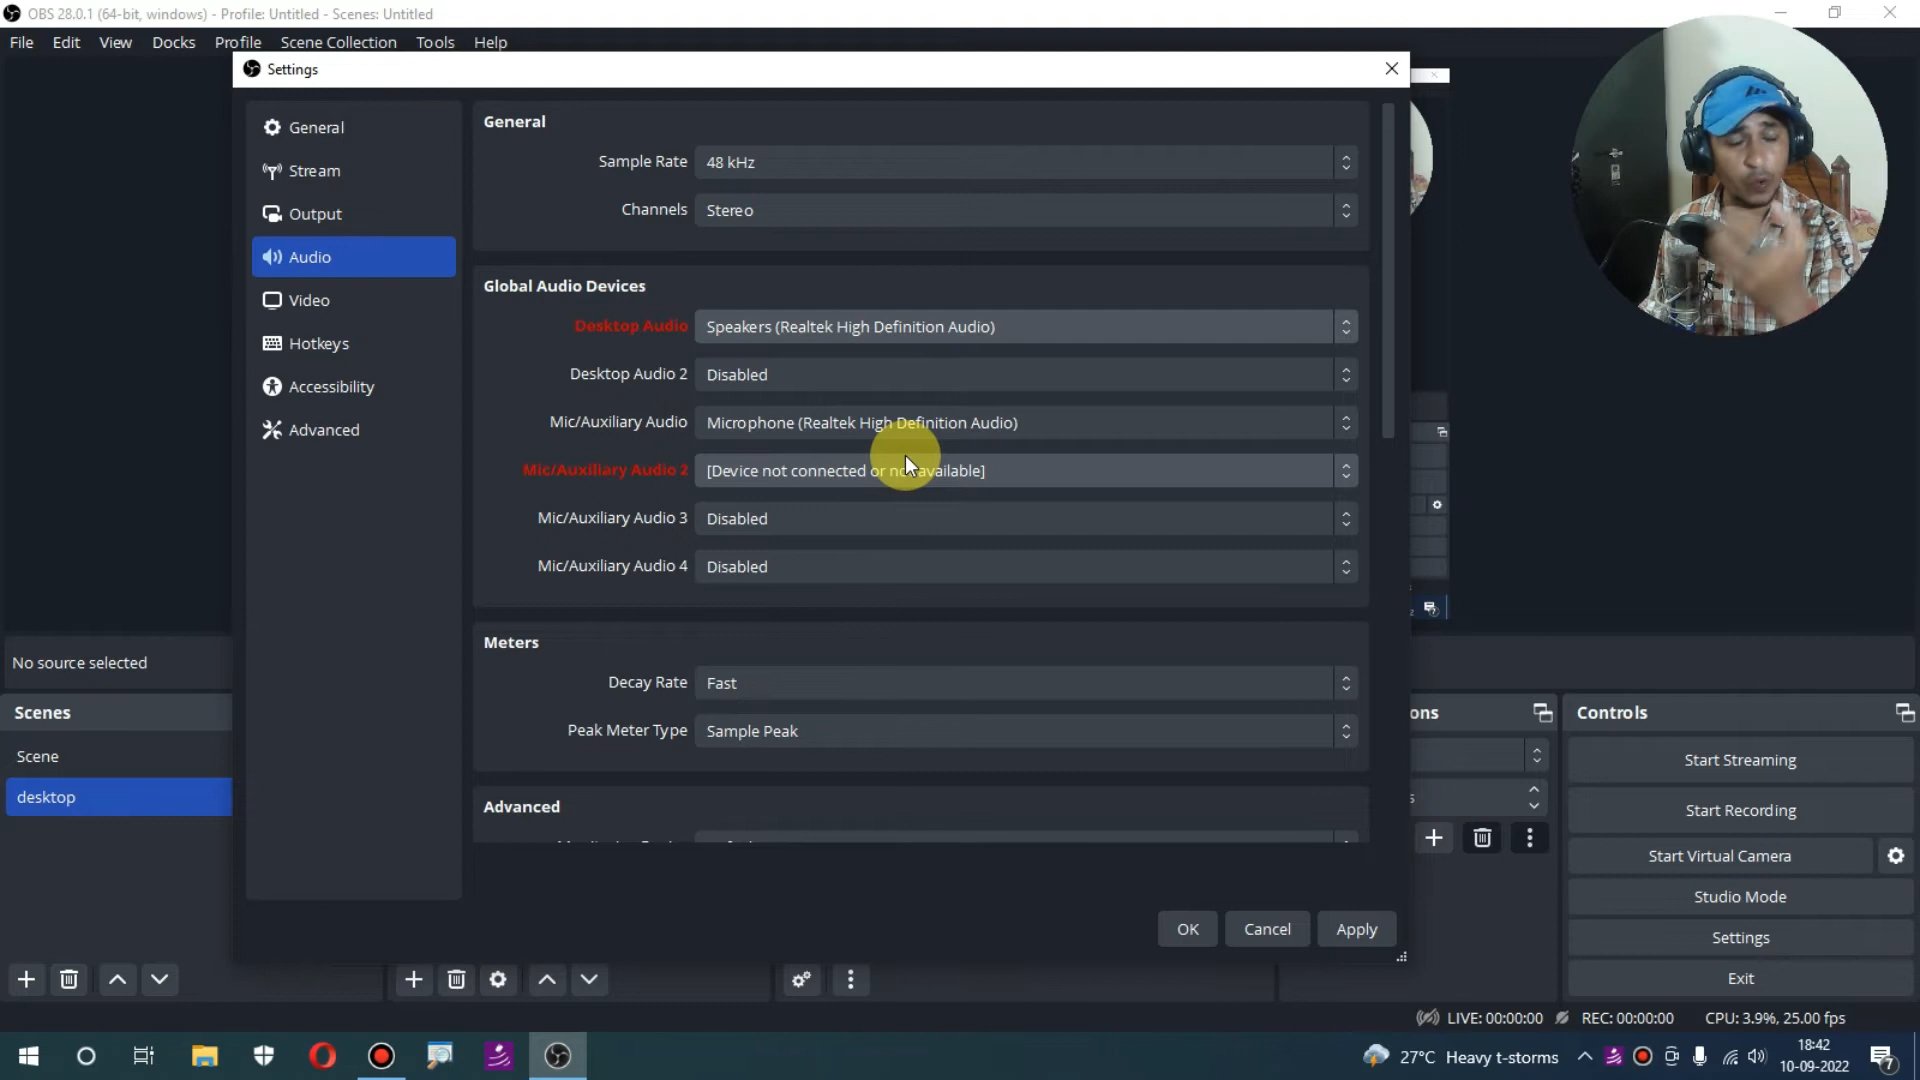 OBS 28.0.1 (64-bit, windows) - Profile: Untitled - Scenes: Untitled
File Edit View Docks Profile Scene Collection Tools Help
Settings
General
Stream
Output
Audio
Video
Hotkeys
Accessibility
Advanced
General
Sample Rate 48 kHz
Channels Stereo
Global Audio Devices
Desktop Audio Speakers (Realtek High Definition Audio)
Desktop Audio 2 Disabled
Mic/Auxiliary Audio Microphone (Realtek High Definition Audio)
Mic/Auxiliary Audio 2 [Device not connected or not available]
Mic/Auxiliary Audio 3 Disabled
Mic/Auxiliary Audio 4 Disabled
Meters
Decay Rate Fast
Peak Meter Type Sample Peak
Advanced
OK Cancel Apply
No source selected
Scenes
Scene
desktop
ons
s
Controls
Start Streaming
Start Recording
Start Virtual Camera
Studio Mode
Settings
Exit
LIVE: 00:00:00 REC: 00:00:00 CPU: 3.9%, 25.00 fps
27°C Heavy t-storms
18:42
10-09-2022
7